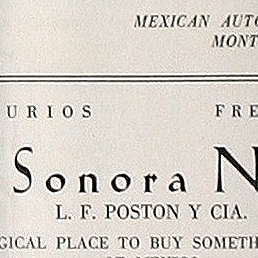 MEXICAN AUTO
MONT
URIOS FRE
Sonora N
L. F. POSTON Y CIA.
GICAL PLACE TO BUY SOMETH